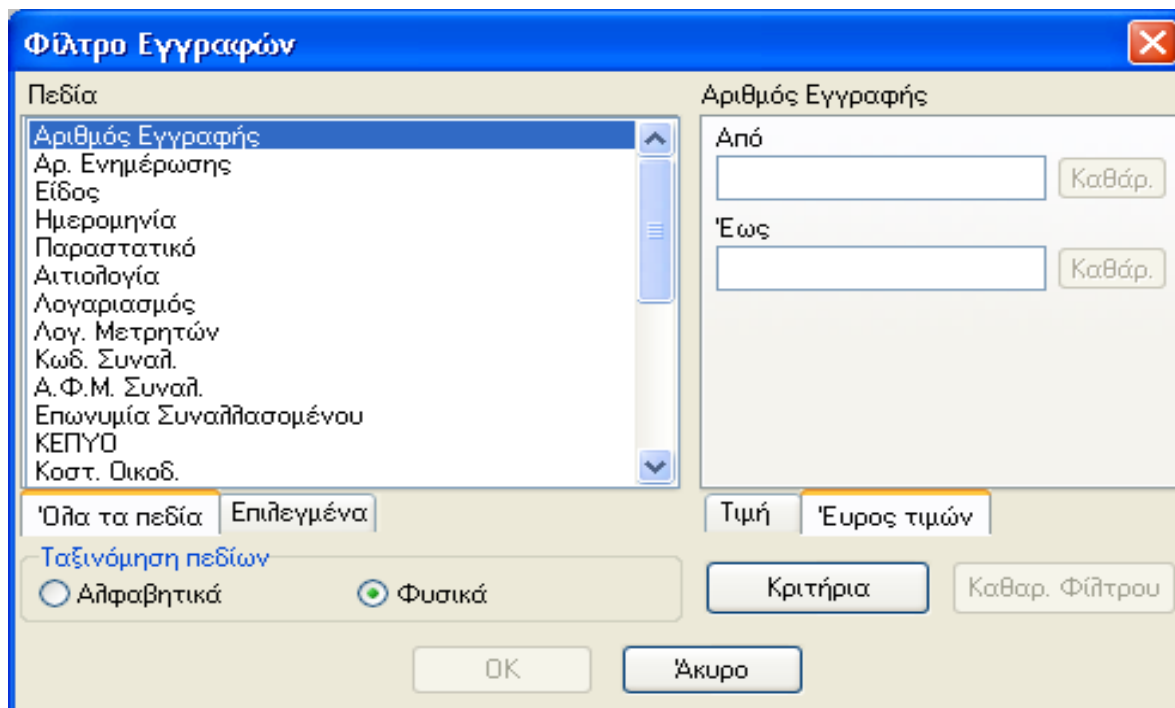 Φίλτρο Εγγραφών
Πεδία
Αριθμός Εγγραφής
Αρ. Ενημέρωσης
Είδος
Ημερομηνία
Παραστατικό
Αιτιολογία
Λογαριασμός
Λογ. Μετρητών
Κωδ. Συναλ.
Α.Φ.Μ. Συναλ.
Επωνυμία Συναλλασομένου
ΚΕΠΥΟ
Κοστ. Οικοδ.
Όλα τα πεδία
Επιλεγμένα
Αριθμός Εγγραφής
Από
Καθάρ.
Έως
Καθάρ.
Τιμή
Έυρος τιμών
Ταξινόμηση πεδίων
Αλφαβητικά
Φυσικά
Κριτήρια
Καθαρ. Φίλτρου
OK
Άκυρο